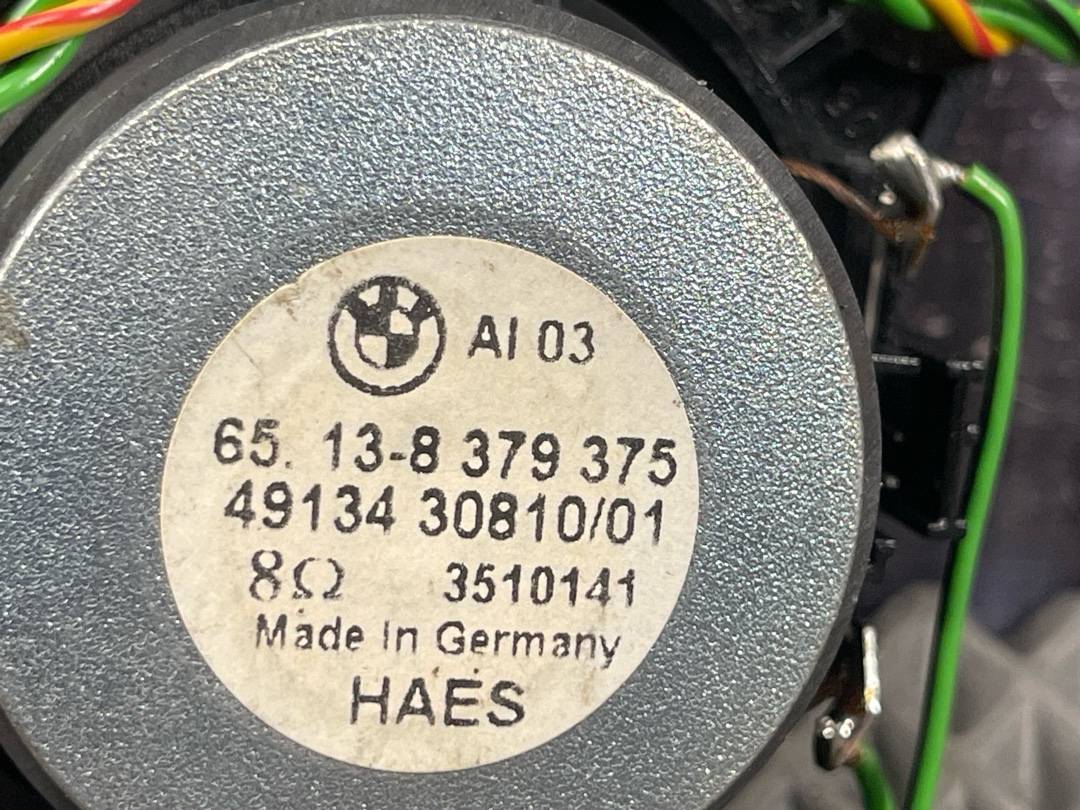 AI 03
65. 13-8 379 375
49134 30810/01
8Ω 3510141
Made In Germany
HAES